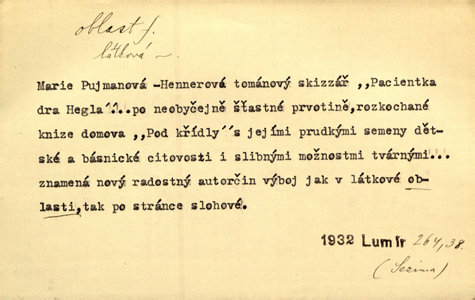 oblast f.
látková –
Marie Pujmanová -Hennerová tománový skizzář ,,Pacientka
dra Hegla´´...po neobyčejně šťastné prvotině,rozkochané
knize domova ,,Pod křídly´´s jejími prudkými semeny dět-
ské a básnické citovosti i slibnými možnostmi tvárnými...
znamená nový radostný autorčin výboj jak v látkové ob-
lasti,tak po stránce slohové.
1932 Lumír 264,38.
(Sezima)